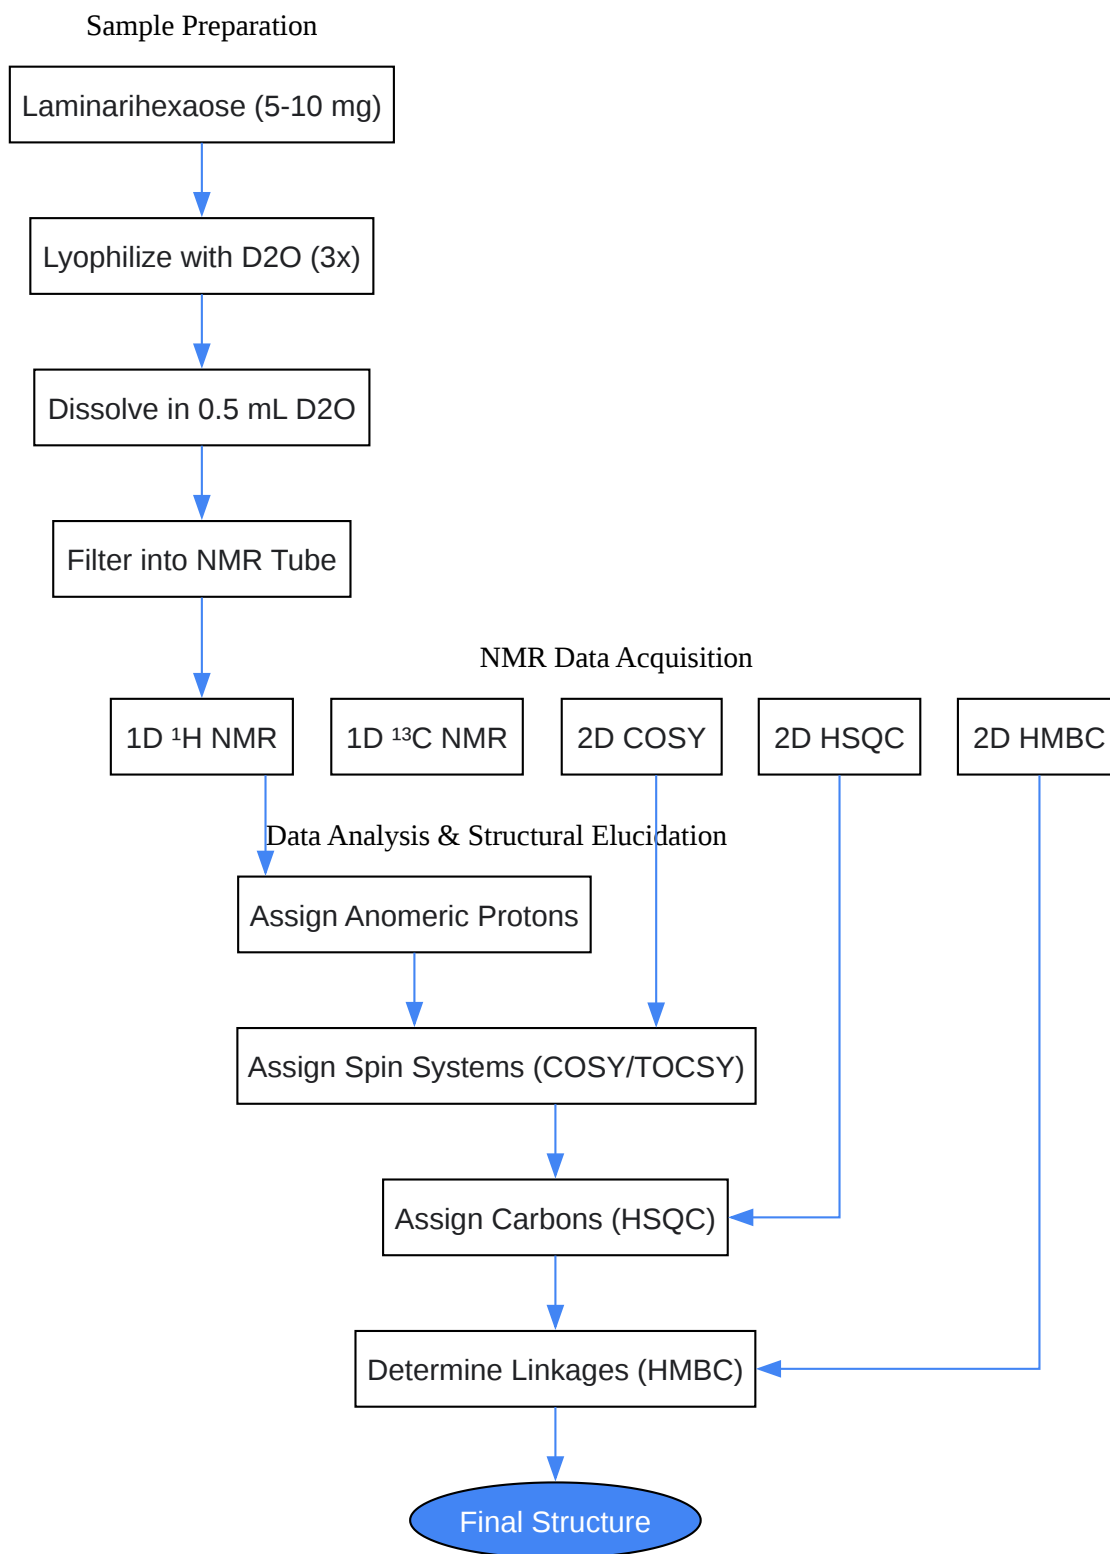 Sample Preparation
Laminarihexaose (5-10 mg)
Lyophilize with D2O (3x)
Dissolve in 0.5 mL D2O
Filter into NMR Tube
NMR Data Acquisition
1D ¹H NMR
1D ¹³C NMR
2D COSY
2D HSQC
2D HMBC
Data Analysis & Structural Elucidation
Assign Anomeric Protons
Assign Spin Systems (COSY/TOCSY)
Assign Carbons (HSQC)
Determine Linkages (HMBC)
Final Structure